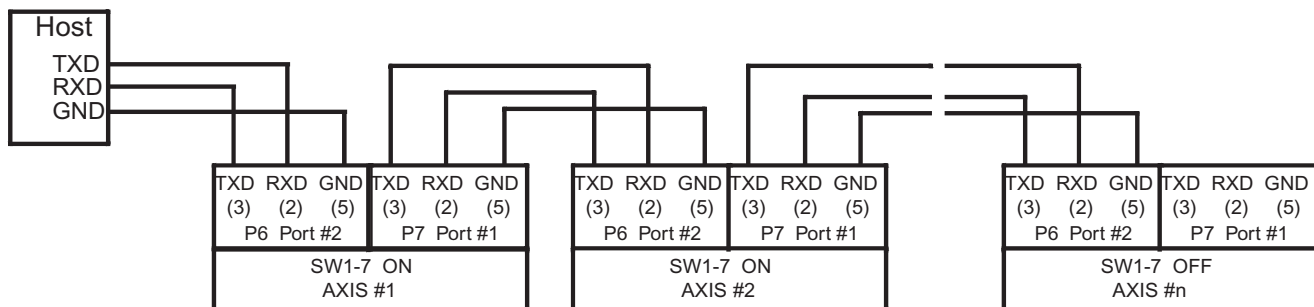 Host
TXD
RXD
GND
TXD RXD GND TXD RXD GND TXD RXD GND TXD RXD GND TXD RXD GND TXD RXD GND
(3) (2) (5) (3) (2) (5) (3) (2) (5) (3) (2) (5) (3) (2) (5) (3) (2) (5)
P6 Port #2 P7 Port #1 P6 Port #2 P7 Port #1 P6 Port #2 P7 Port #1
SW1-7 ON SW1-7 ON SW1-7 OFF
AXIS #1 AXIS #2 AXIS #n